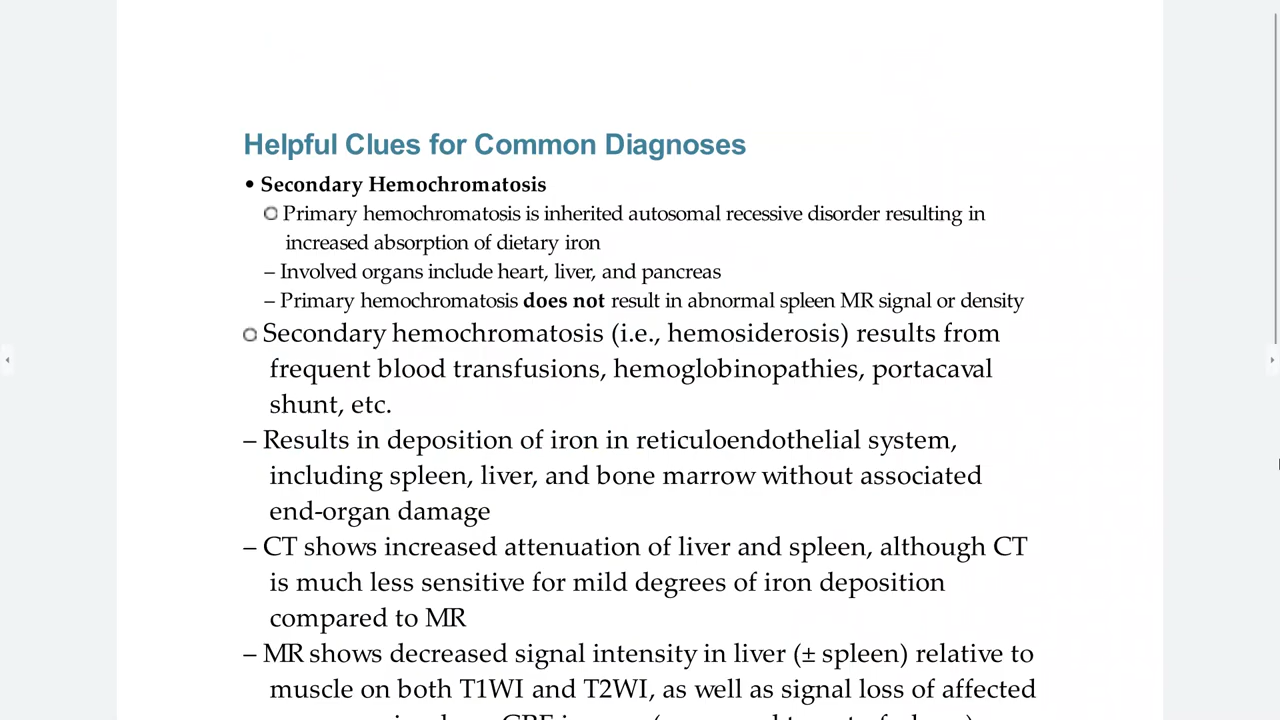 Helpful Clues for Common Diagnoses
• Secondary Hemochromatosis
○ Primary hemochromatosis is inherited autosomal recessive disorder resulting in
increased absorption of dietary iron
– Involved organs include heart, liver, and pancreas
– Primary hemochromatosis does not result in abnormal spleen MR signal or density
○ Secondary hemochromatosis (i.e., hemosiderosis) results from
frequent blood transfusions, hemoglobinopathies, portacaval
shunt, etc.
– Results in deposition of iron in reticuloendothelial system,
including spleen, liver, and bone marrow without associated
end-organ damage
– CT shows increased attenuation of liver and spleen, although CT
is much less sensitive for mild degrees of iron deposition
compared to MR
– MR shows decreased signal intensity in liver (± spleen) relative to
muscle on both T1WI and T2WI, as well as signal loss of affected